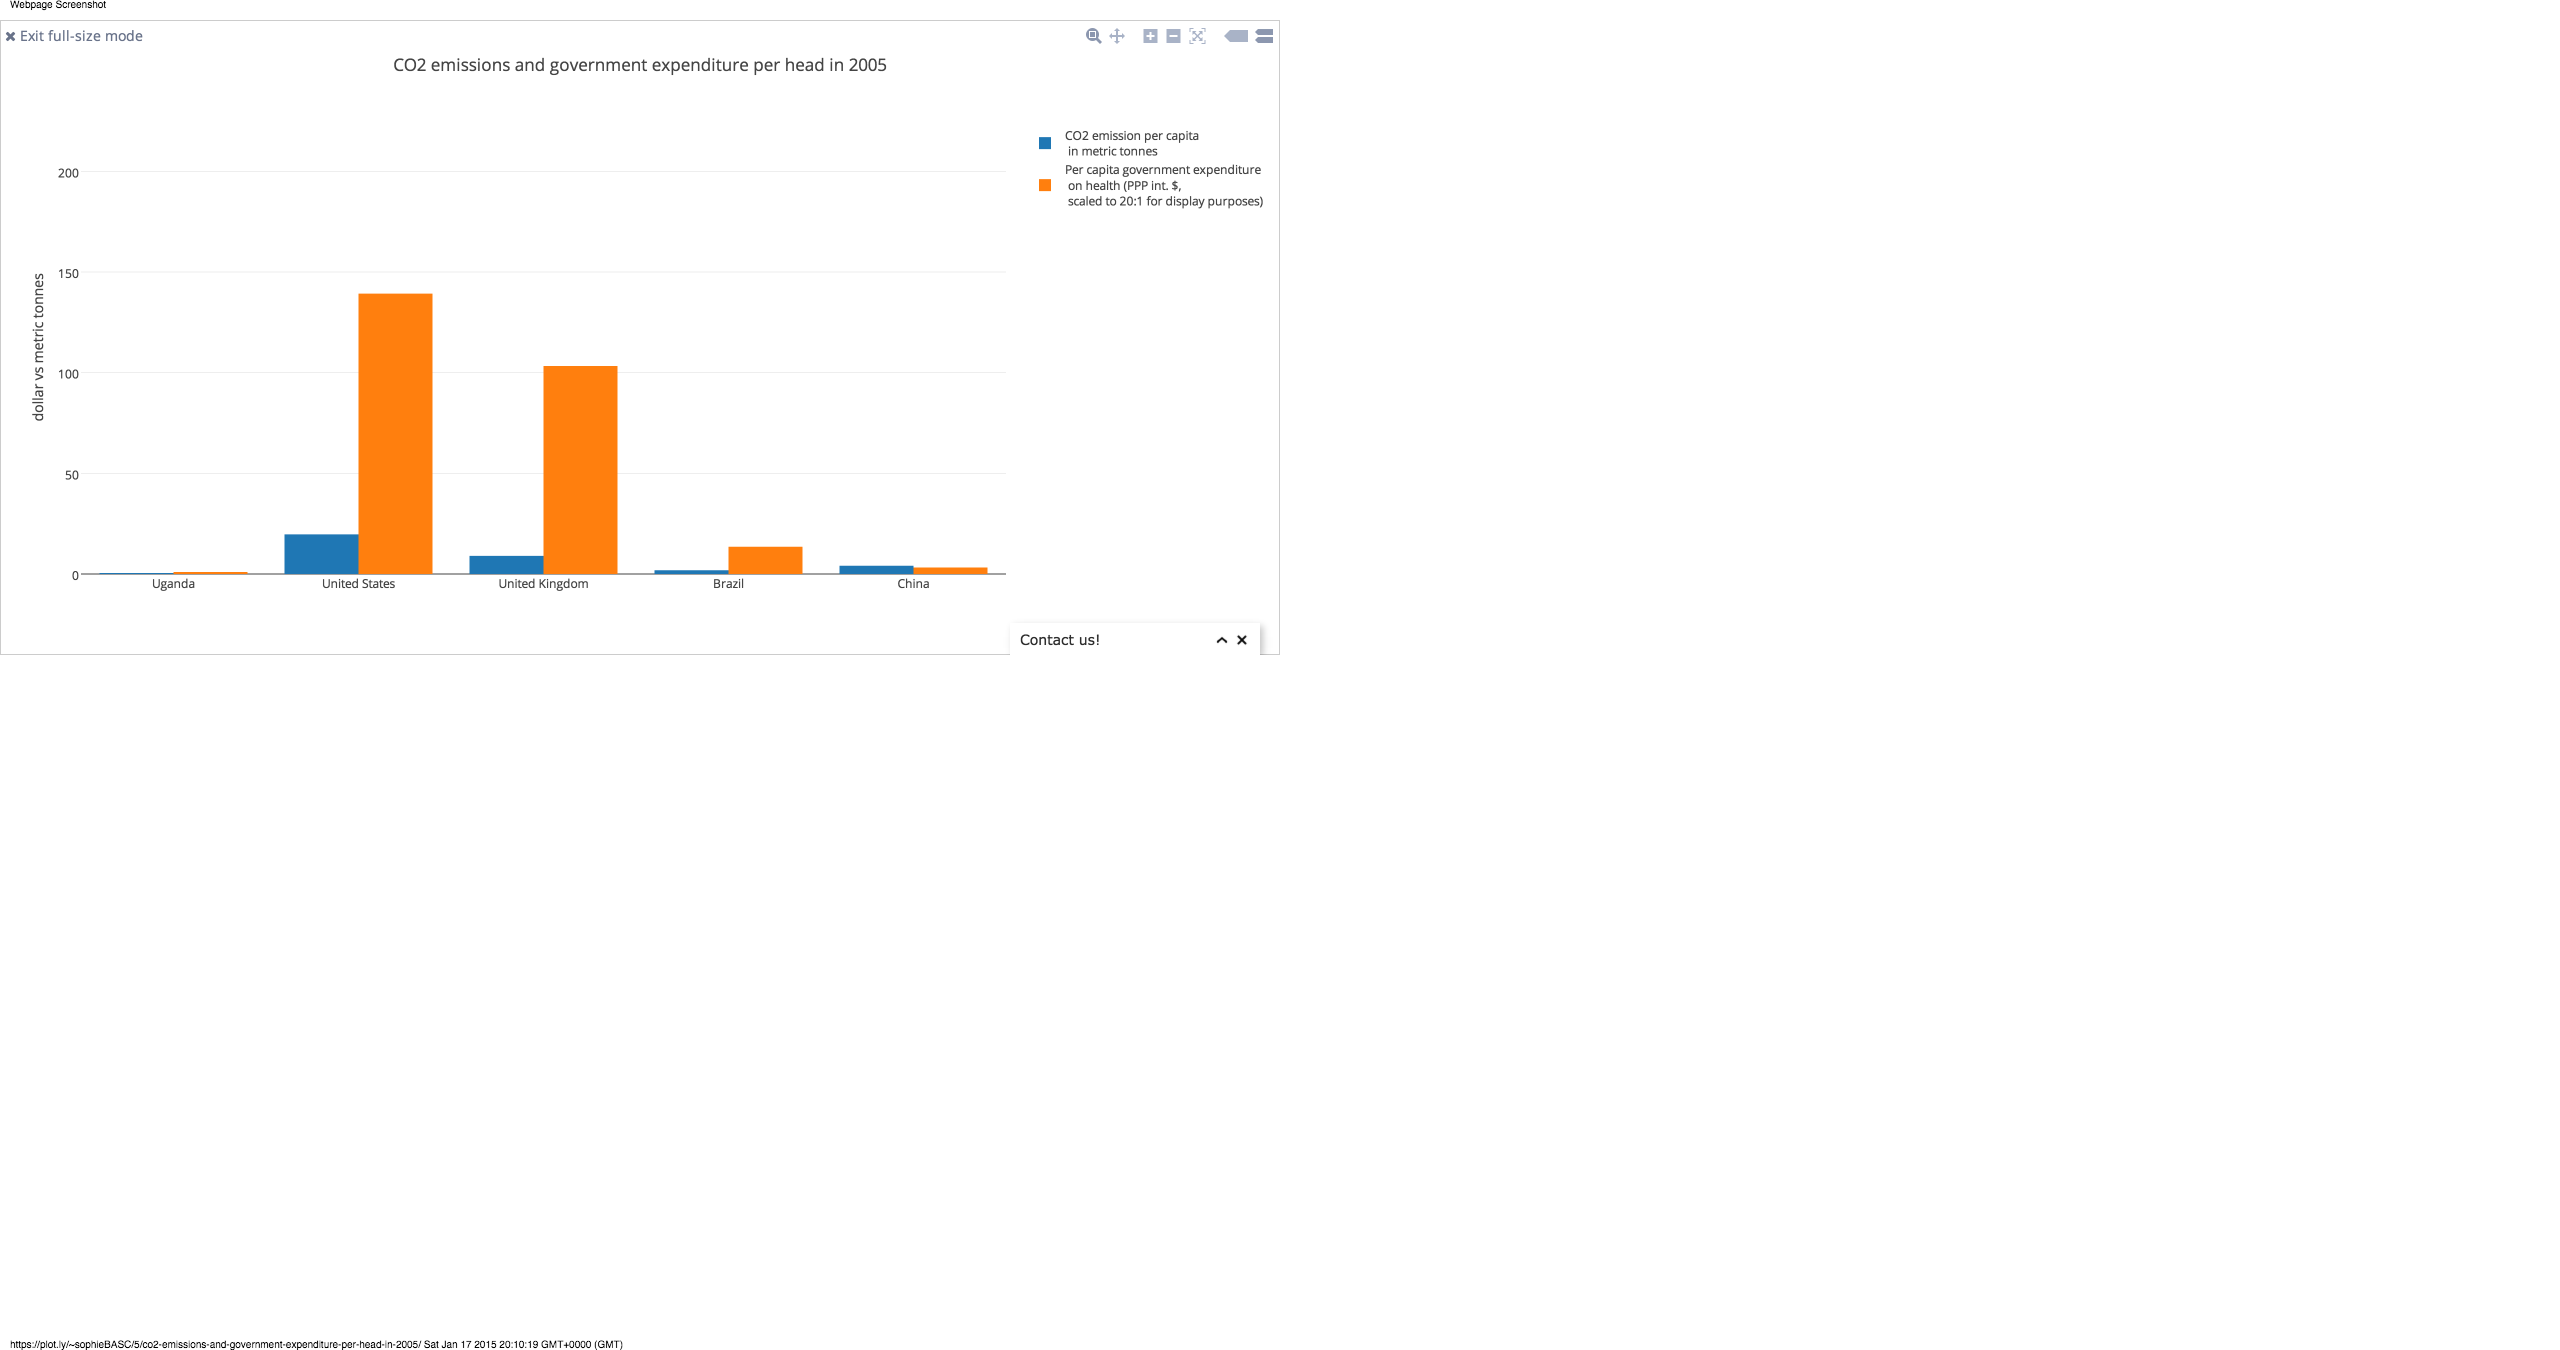 Webpage Screenshot
Exit full-size mode
CO2 emissions and government expenditure per head in 2005
CO2 emission per capita
in metric tonnes
Per capita government expenditure
on health (PPP int. $,
scaled to 20:1 for display purposes)
dollar vs metric tonnes
200
150
100
50
0
Uganda
United States
United Kingdom
Brazil
China
Contact us!
https://plot.ly/~sophieBASC/5/co2-emissions-and-government-expenditure-per-head-in-2005/ Sat Jan 17 2015 20:10:19 GMT+0000 (GMT)